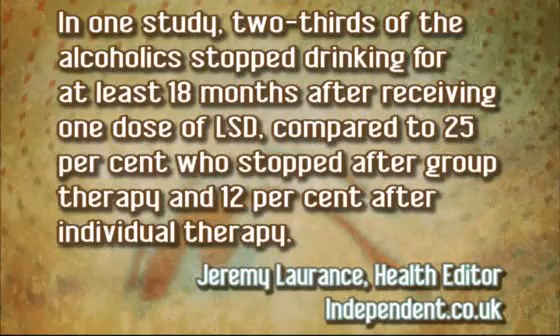 In one study, two-thirds of the
alcoholics stopped drinking for
at least 18 months after receiving
one dose of LSD, compared to 25
per cent who stopped after group
therapy and 12 per cent after
individual therapy.
Jeremy Laurance, Health Editor
Independent.co.uk